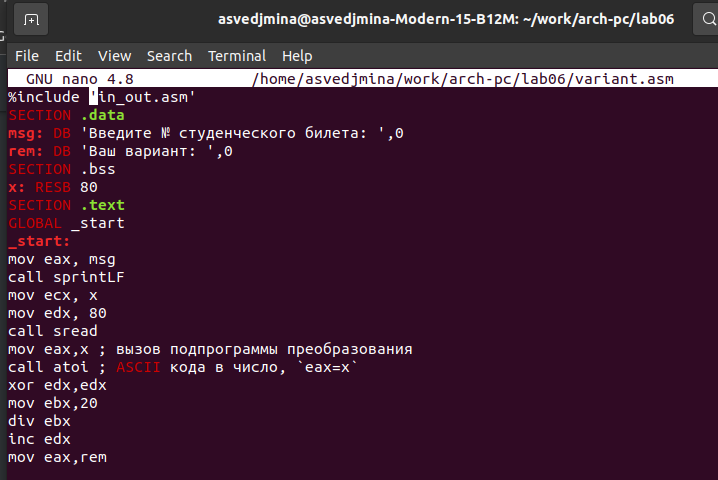 asvedjmina@asvedjmina-Modern-15-B12M: ~/work/arch-pc/lab06
File Edit View Search Terminal Help
GNU nano 4.8 /home/asvedjmina/work/arch-pc/lab06/variant.asm
%include 'in_out.asm'
SECTION .data
msg: DB 'Введите № студенческого билета: ',0
rem: DB 'Ваш вариант: ',0
SECTION .bss
x: RESB 80
SECTION .text
GLOBAL _start
_start:
mov eax, msg
call sprintLF
mov ecx, x
mov edx, 80
call sread
mov eax,x ; вызов подпрограммы преобразования
call atoi ; ASCII кода в число, `eax=x`
xor edx,edx
mov ebx,20
div ebx
inc edx
mov eax,rem